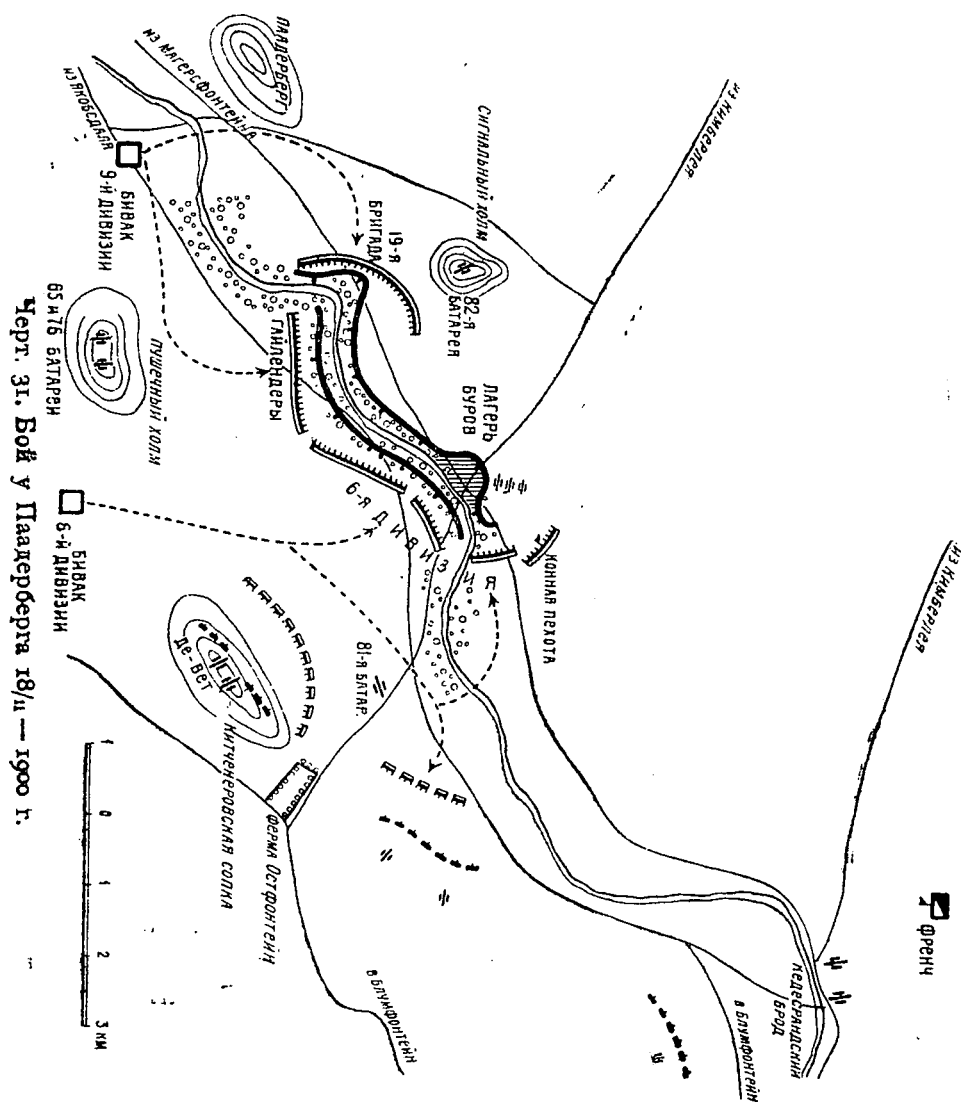 ПААДЕРБЕРГ
ИЗ МАГЕРСФОНТЕЙНА
ИЗ ЯКОБСДАЛЯ
БИВАК
9-й ДИВИЗИИ
СИГНАЛЬНЫЙ ХОЛМ
ИЗ КИМБЕРЛЕЯ
19-я
БРИГАДА
82-я
БАТАРЕЯ
ГАЙЛЕНДЕРЫ
ЛАГЕРЬ
БУРОВ
ПУШЕЧНЫЙ ХОЛМ
65 и 76 БАТАРЕИ
6-Я ДИВИЗИЯ
КОННАЯ ПЕХОТА
ИЗ КИМБЕРЛЕЯ
БИВАК
6-й ДИВИЗИИ
ДЕ-ВЕТ
КИТЧЕНЕРОВСКАЯ СОПКА
81-я БАТАР.
ФЕРМА ОСТФОНТЕЙН
В БЛУМФОНТЕЙН
ФРЕНЧ
КЕДЕСРАНДСКИЙ
БРОД
В БЛУМФОНТЕЙН
1 0 1 2 3 КМ
Черт. 31. Бой у Паадерберга 18/11 — 1900 г.